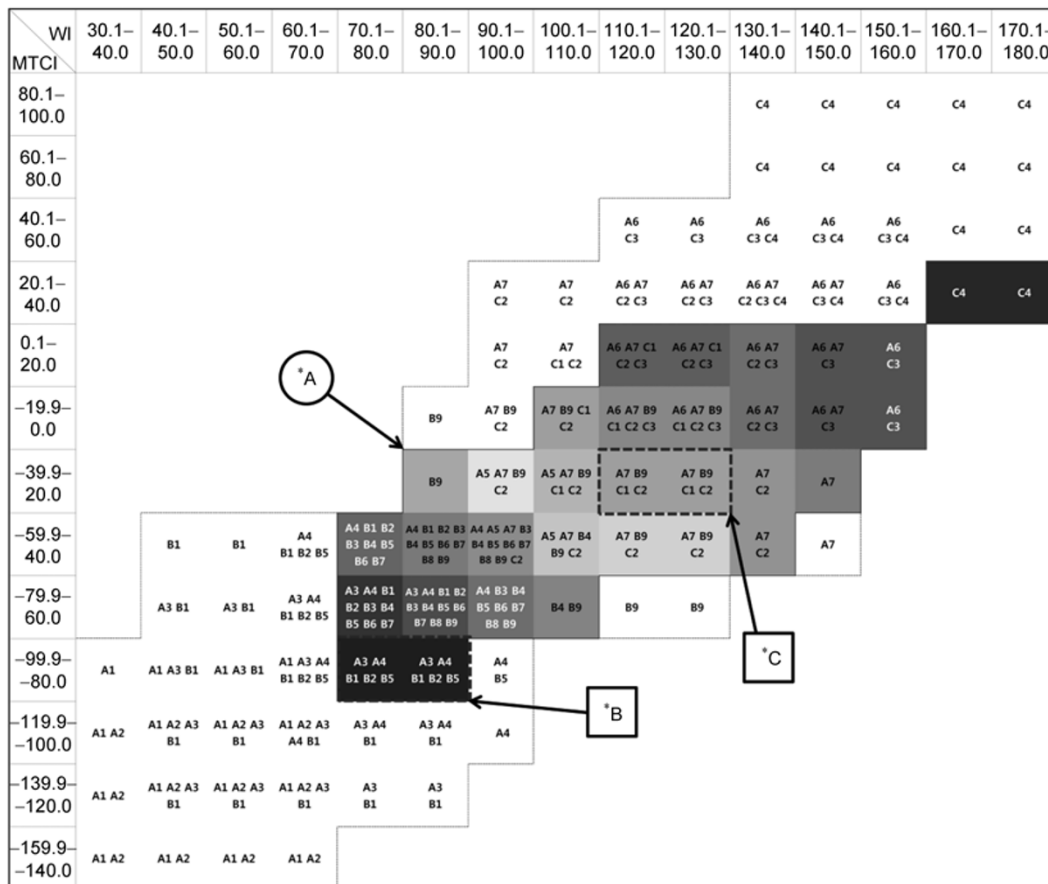 WI
MTCI
30.1– 40.1– 50.1– 60.1– 70.1– 80.1– 90.1– 100.1– 110.1– 120.1– 130.1– 140.1– 150.1– 160.1– 170.1–
40.0 50.0 60.0 70.0 80.0 90.0 100.0 110.0 120.0 130.0 140.0 150.0 160.0 170.0 180.0
80.1–
100.0
C4 C4 C4 C4 C4
60.1–
80.0
C4 C4 C4 C4 C4
40.1–
60.0
A6 A6 A6 A6 A6 C4 C4
C3 C3 C3 C4 C3 C4 C3 C4
20.1–
40.0
A7 A7 A6 A7 A6 A7 A6 A7 A6 A7 A6 C4 C4
C2 C2 C2 C3 C2 C3 C2 C3 C4 C3 C4 C3 C4
0.1–
20.0
A7 A7 A6 A7 C1 A6 A7 C1 A6 A7 A6 A7 A6
C2 C1 C2 C2 C3 C2 C3 C2 C3 C3 C3
*A
–19.9–
0.0
B9 A7 B9 A7 B9 C1 A6 A7 B9 A6 A7 B9 A6 A7 A6 A7 A6
C2 C2 C1 C2 C3 C1 C2 C3 C2 C3 C3 C3
–39.9–
20.0
B9 A5 A7 B9 A5 A7 B9 A7 B9 A7 B9 A7 A7
C2 C1 C2 C1 C2 C1 C2 C2
–59.9–
40.0
B1 B1 A4 A4 B1 B2 A4 B1 B2 B3 A4 A5 A7 B3 A5 A7 B4 A7 B9 A7 B9 A7 A7
B1 B2 B5 B3 B4 B5 B4 B5 B6 B7 B4 B5 B6 B7 B9 C2 C2 C2 C2
B6 B7 B8 B9 B8 B9 C2
–79.9–
60.0
A3 B1 A3 B1 A3 A4 A3 A4 B1 A3 A4 B1 B2 A4 B3 B4 B4 B9 B9 B9
B1 B2 B5 B2 B3 B4 B3 B4 B5 B6 B5 B6 B7
B5 B6 B7 B7 B8 B9 B8 B9
*C
–99.9–
–80.0
A1 A1 A3 B1 A1 A3 B1 A1 A3 A4 A3 A4 A3 A4 A4
B1 B2 B5 B1 B2 B5 B1 B2 B5 B5
*B
–119.9–
–100.0
A1 A2 A1 A2 A3 A1 A2 A3 A1 A2 A3 A3 A4 A3 A4 A4
B1 B1 A4 B1 B1 B1
–139.9–
–120.0
A1 A2 A1 A2 A3 A1 A2 A3 A1 A2 A3 A3 A3
B1 B1 B1 B1 B1
–159.9–
–140.0
A1 A2 A1 A2 A1 A2 A1 A2